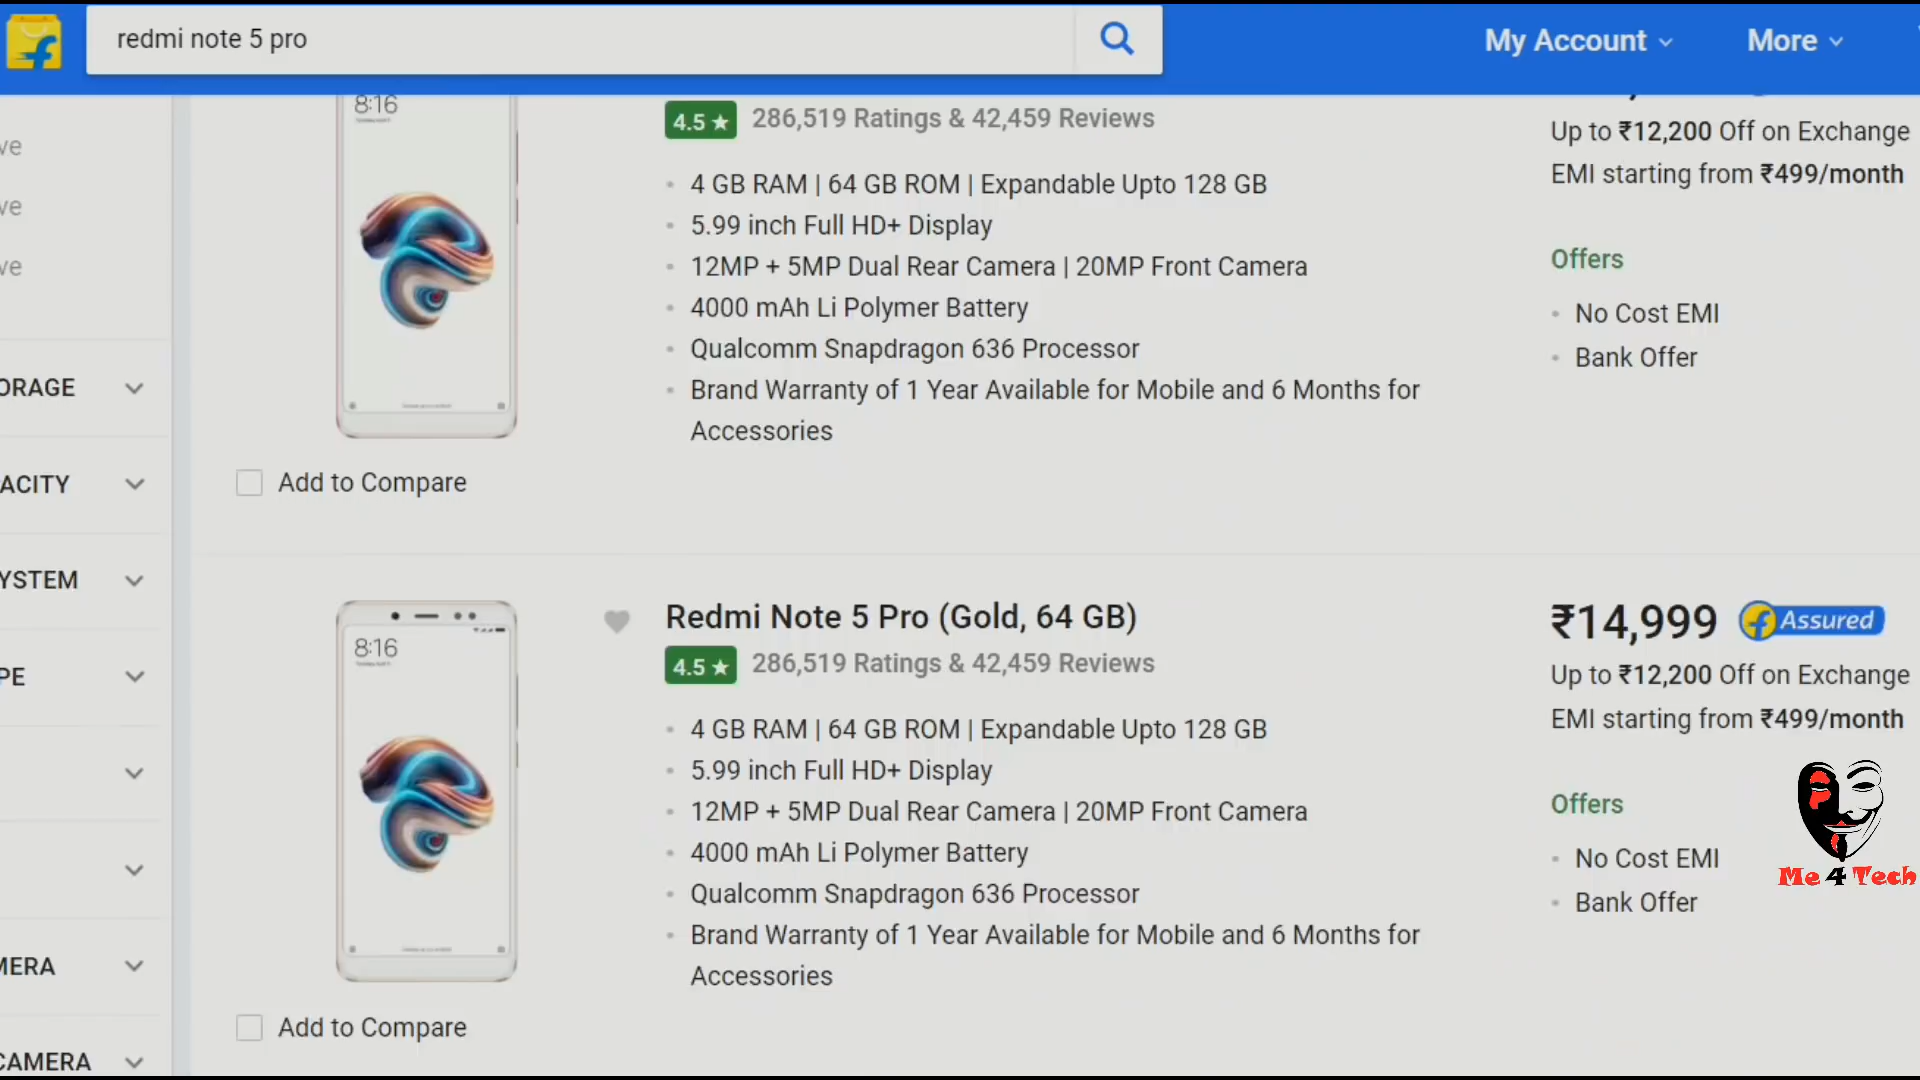 redmi note 5 pro
My Account
More
8:16
4.5 ★ 286,519 Ratings & 42,459 Reviews
4 GB RAM | 64 GB ROM | Expandable Upto 128 GB
5.99 inch Full HD+ Display
12MP + 5MP Dual Rear Camera | 20MP Front Camera
4000 mAh Li Polymer Battery
Qualcomm Snapdragon 636 Processor
Brand Warranty of 1 Year Available for Mobile and 6 Months for
Accessories
Up to ₹12,200 Off on Exchange
EMI starting from ₹499/month
Offers
No Cost EMI
Bank Offer
Add to Compare
ve
ve
ve
ORAGE
ACITY
YSTEM
PE
MERA
CAMERA
8:16
Redmi Note 5 Pro (Gold, 64 GB)
4.5 ★ 286,519 Ratings & 42,459 Reviews
4 GB RAM | 64 GB ROM | Expandable Upto 128 GB
5.99 inch Full HD+ Display
12MP + 5MP Dual Rear Camera | 20MP Front Camera
4000 mAh Li Polymer Battery
Qualcomm Snapdragon 636 Processor
Brand Warranty of 1 Year Available for Mobile and 6 Months for
Accessories
₹14,999
Assured
Up to ₹12,200 Off on Exchange
EMI starting from ₹499/month
Offers
No Cost EMI
Bank Offer
Me 4 Tech
Add to Compare